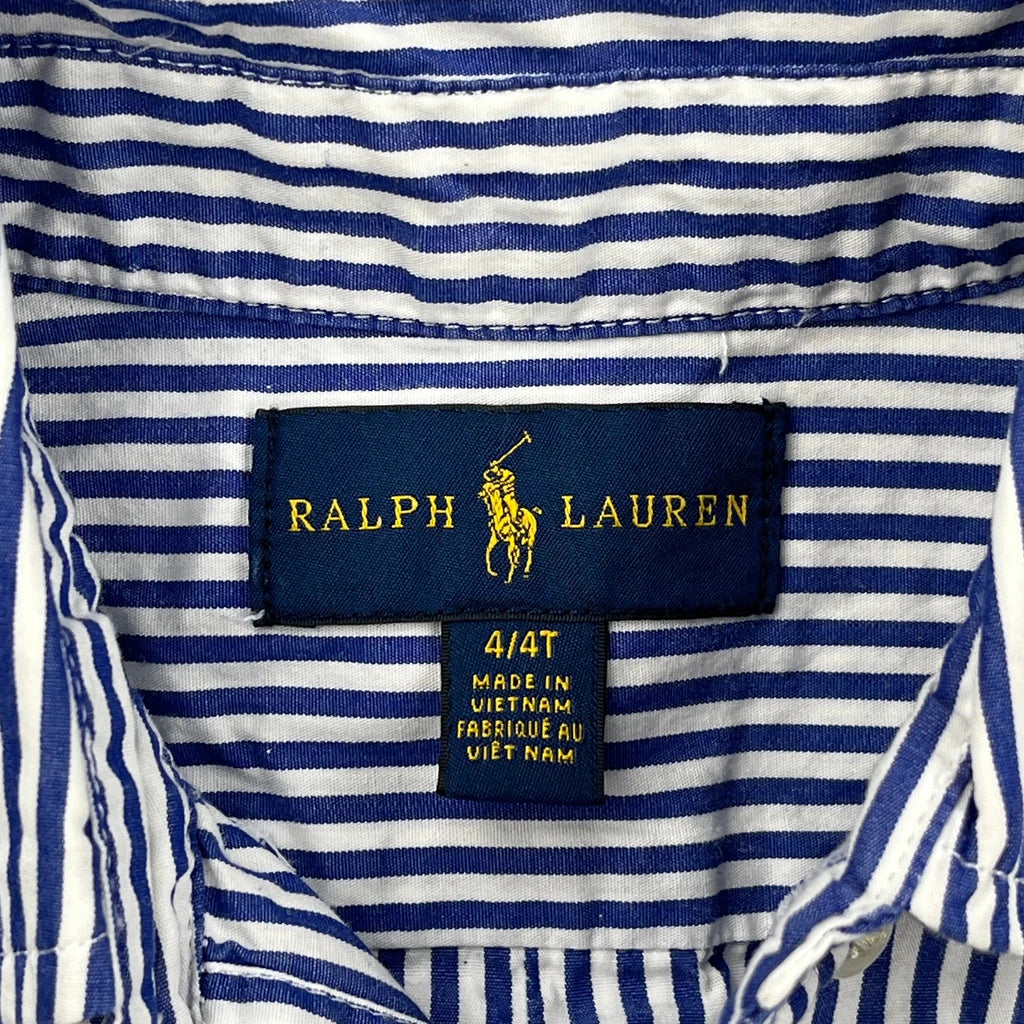 RALPH LAUREN
4/4T
MADE IN
VIETNAM
FABRIQUÉ AU
VIÊT NAM